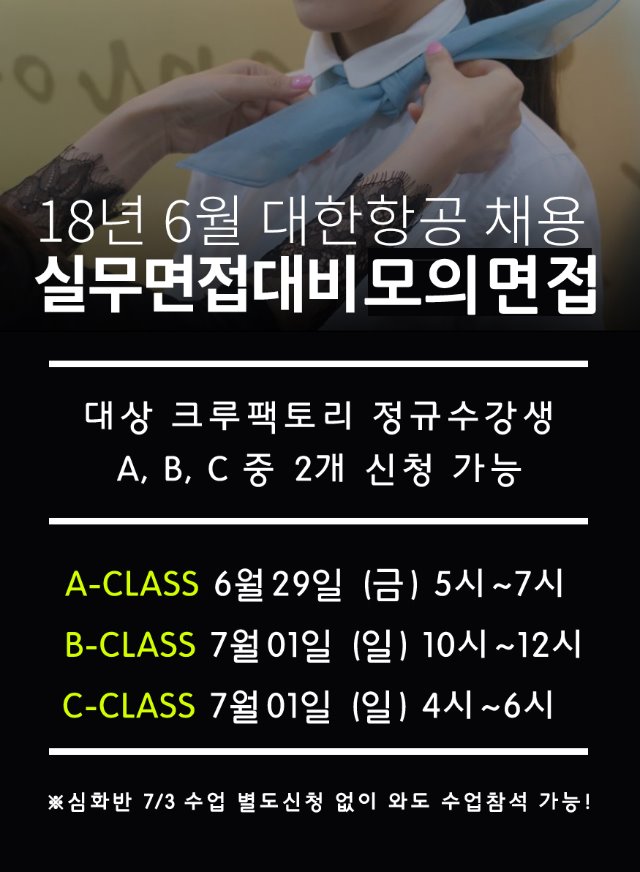 18년 6월 대한항공 채용
실무면접대비모의면접
대상 크루팩토리 정규수강생
A, B, C 중 2개 신청 가능
A-CLASS 6월29일 (금) 5시~7시
B-CLASS 7월01일 (일) 10시~12시
C-CLASS 7월01일 (일) 4시~6시
※심화반 7/3 수업 별도신청 없이 와도 수업참석 가능!